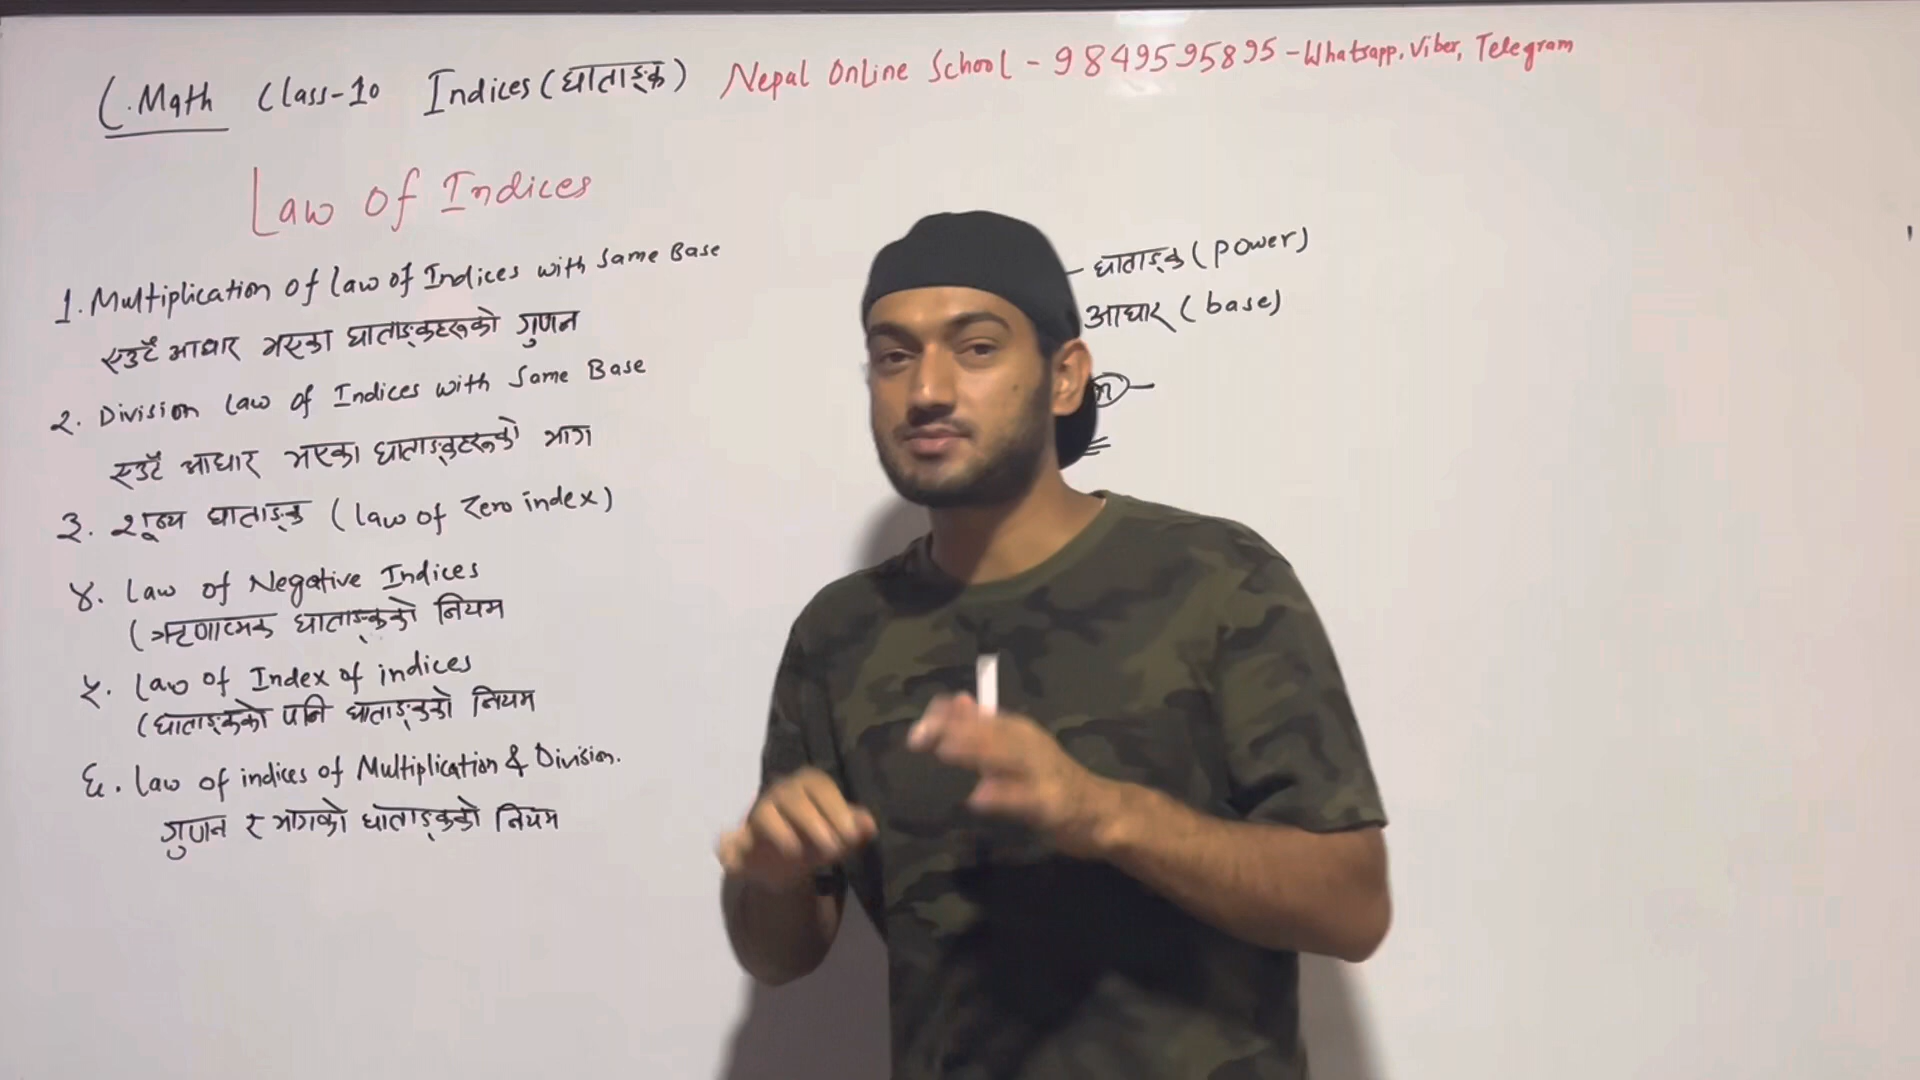 C.Math Class-10 Indices (घाताङ्क) Nepal Online School - 9849595895 - Whatsapp, Viber, Telegram
Law of Indices
1. Multiplication of law of Indices with Same Base
एउटै आधार भएका घाताङ्कहरूको गुणन
२. Division law of Indices with Same Base
एउटै आधार भएका घाताङ्कहरूको भाग
३. शून्य घाताङ्क (law of Zero index)
४. Law of Negative Indices
(ऋणात्मक घाताङ्कको नियम
५. Law of Index of indices
(घाताङ्कको पनि घाताङ्कको नियम
६. Law of indices of Multiplication & Division.
गुणन र भागको घाताङ्कको नियम
घाताङ्क (power)
आधार (base)